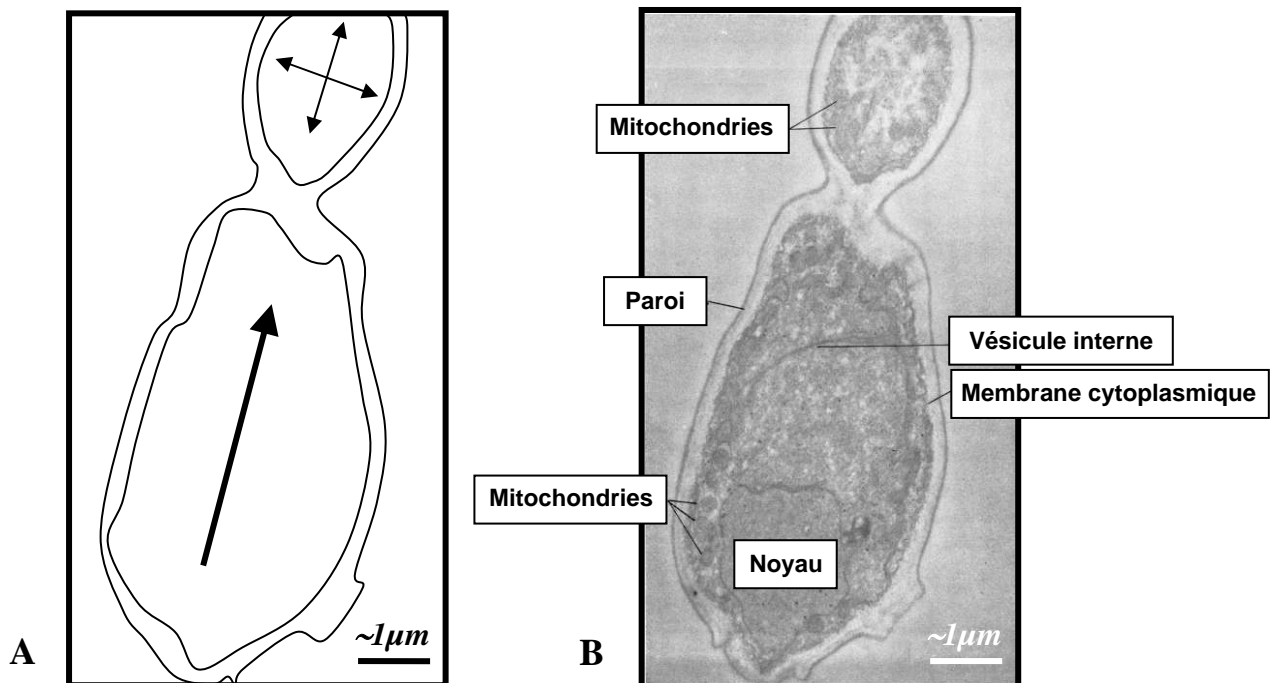 Mitochondries
Paroi
Vésicule interne
Membrane cytoplasmique
Mitochondries
Noyau
A
~1μm
B
~1μm